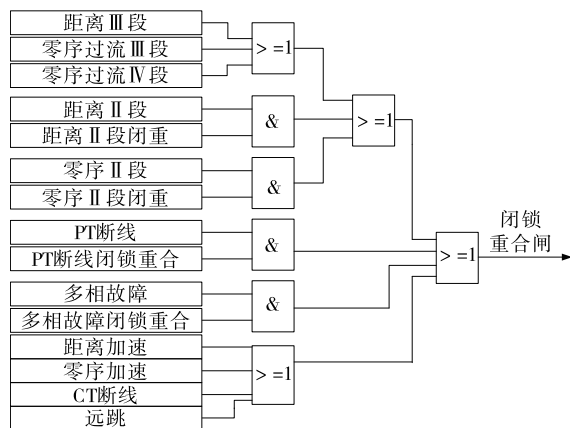 距离Ⅲ段
零序过流Ⅲ段
零序过流Ⅳ段
>=1
距离Ⅱ段
距离Ⅱ段闭重
&
>=1
零序Ⅱ段
零序Ⅱ段闭重
&
PT断线
PT断线闭锁重合
&
多相故障
多相故障闭锁重合
&
距离加速
零序加速
CT断线
远跳
>=1
>=1
闭锁
重合闸